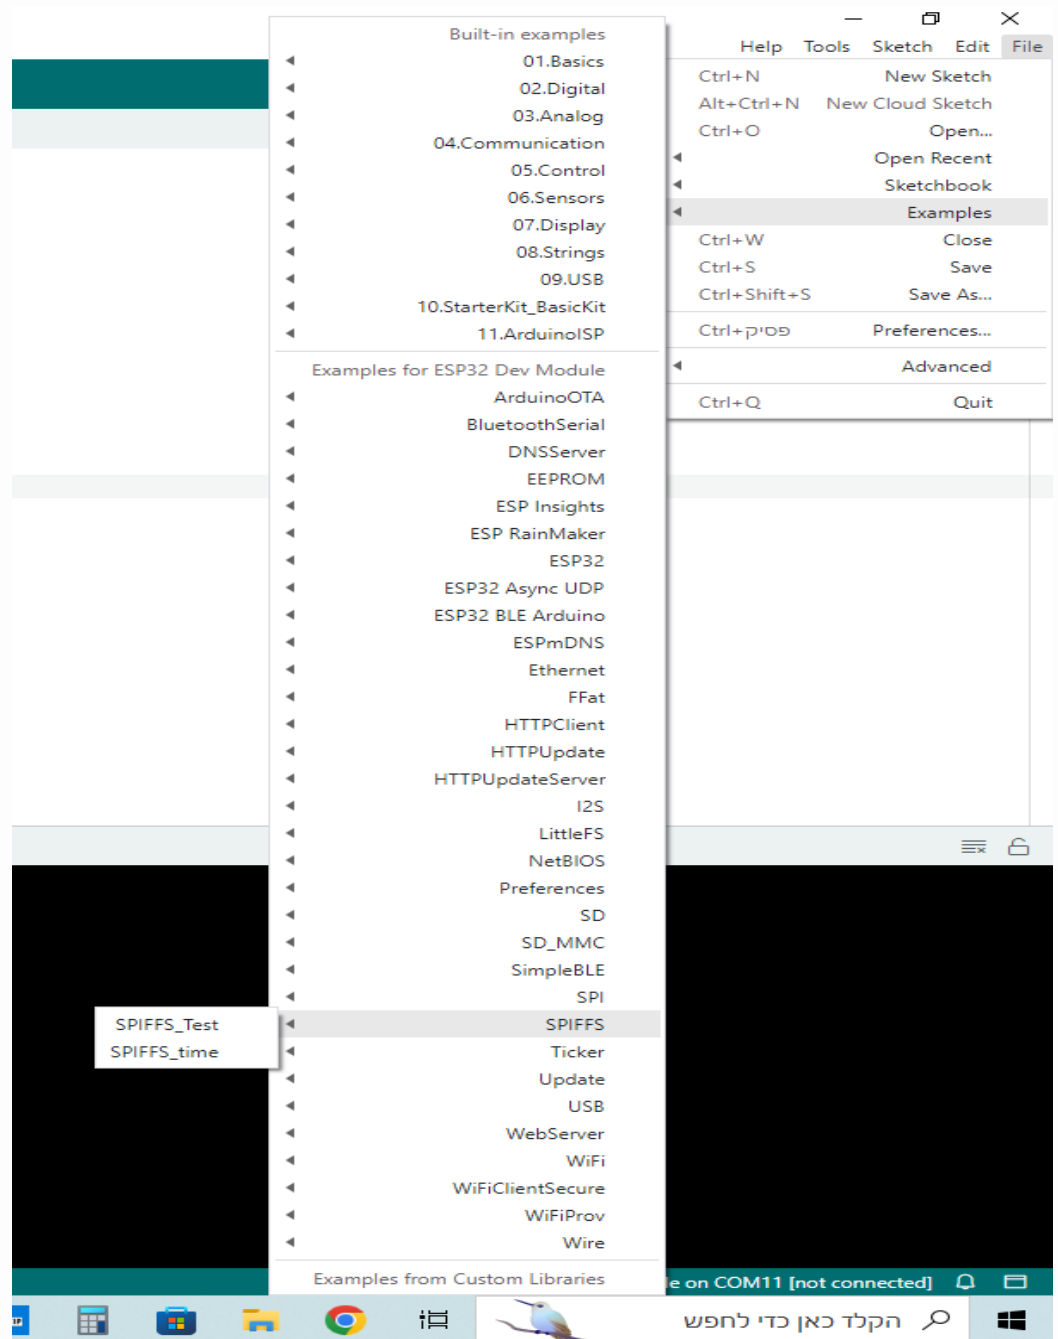 Help Tools Sketch Edit File
Ctrl+N New Sketch
Alt+Ctrl+N New Cloud Sketch
Ctrl+O Open...
Open Recent
Sketchbook
Examples
Ctrl+W Close
Ctrl+S Save
Ctrl+Shift+S Save As...
Ctrl+פסיק Preferences...
Advanced
Ctrl+Q Quit
Built-in examples
01.Basics
02.Digital
03.Analog
04.Communication
05.Control
06.Sensors
07.Display
08.Strings
09.USB
10.StarterKit_BasicKit
11.ArduinoISP
Examples for ESP32 Dev Module
ArduinoOTA
BluetoothSerial
DNSServer
EEPROM
ESP Insights
ESP RainMaker
ESP32
ESP32 Async UDP
ESP32 BLE Arduino
ESPmDNS
Ethernet
FFat
HTTPClient
HTTPUpdate
HTTPUpdateServer
I2S
LittleFS
NetBIOS
Preferences
SD
SD_MMC
SimpleBLE
SPI
SPIFFS
Ticker
Update
USB
WebServer
WiFi
WiFiClientSecure
WiFiProv
Wire
Examples from Custom Libraries
SPIFFS_Test
SPIFFS_time
on COM11 [not connected]
הקלד כאן כדי לחפש